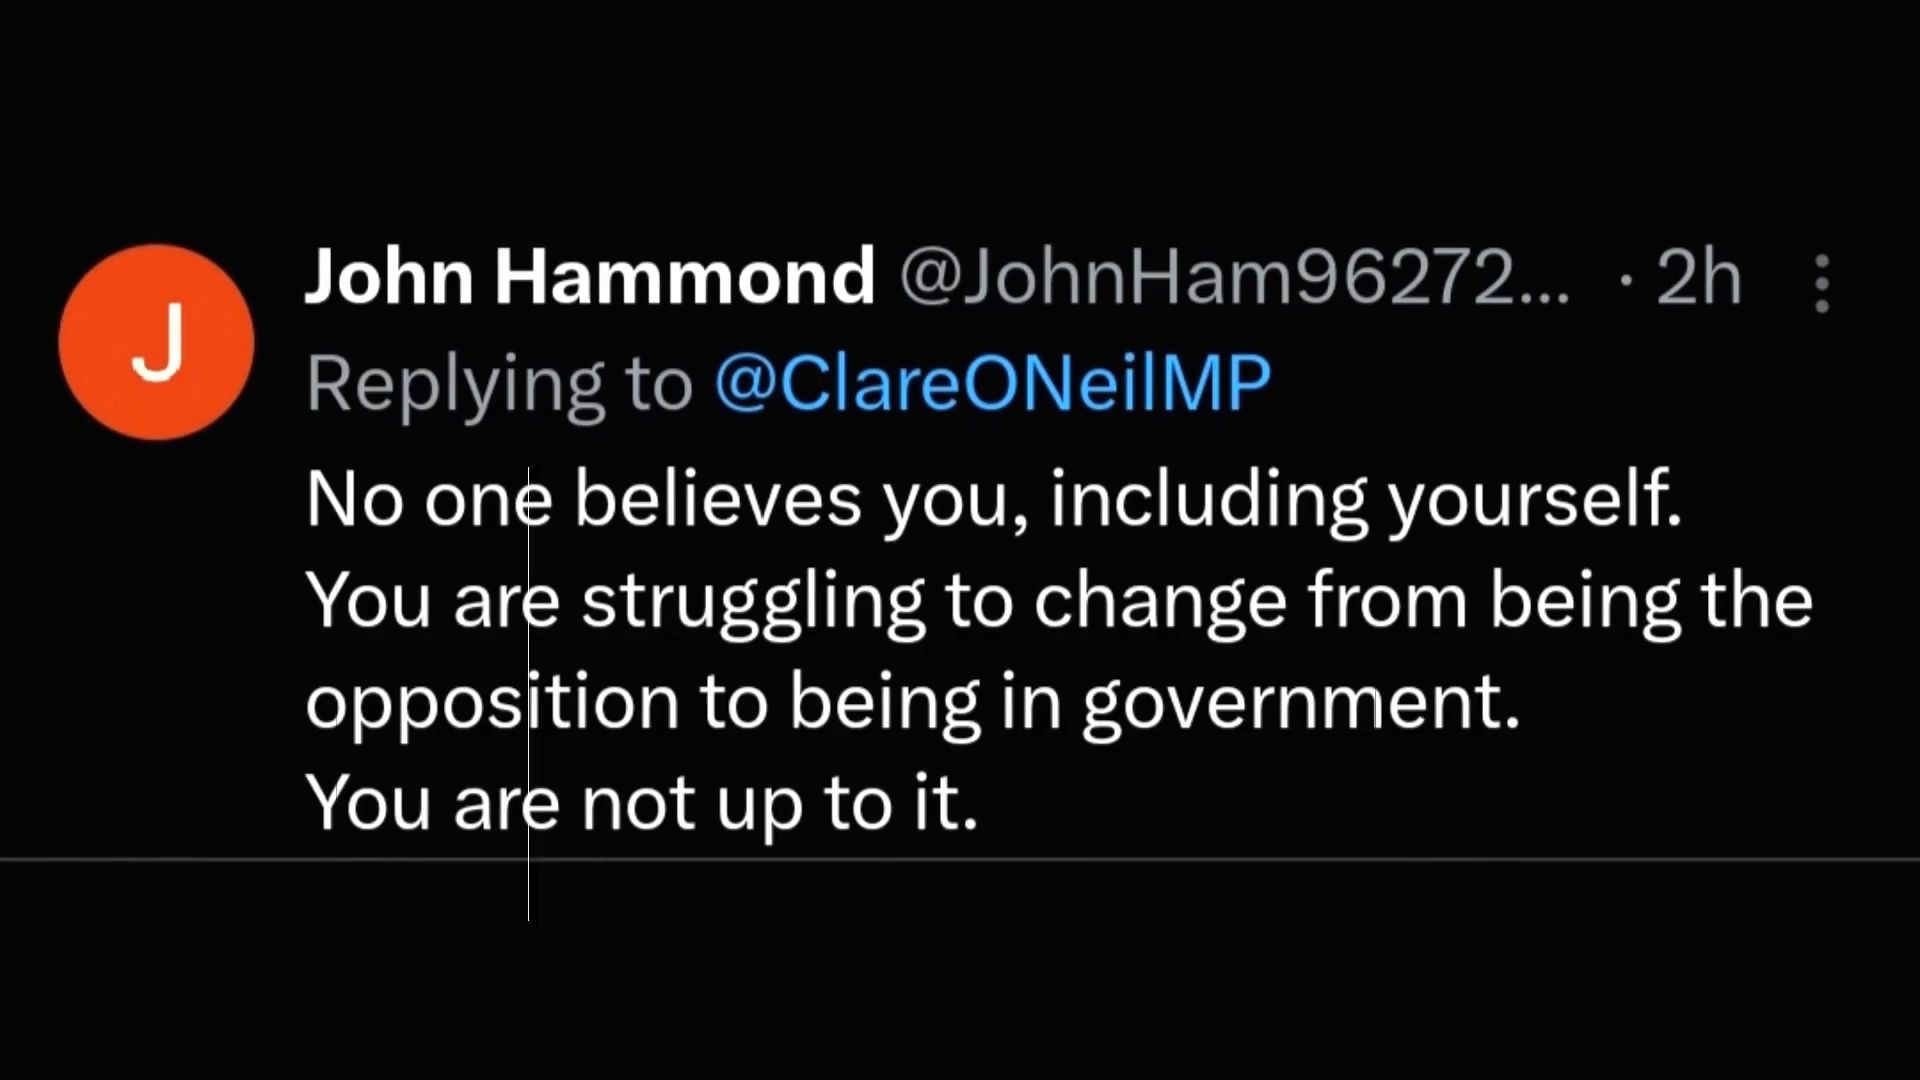 J
John Hammond @JohnHam96272... · 2h
Replying to @ClareONeilMP
No one believes you, including yourself.
You are struggling to change from being the
opposition to being in government.
You are not up to it.